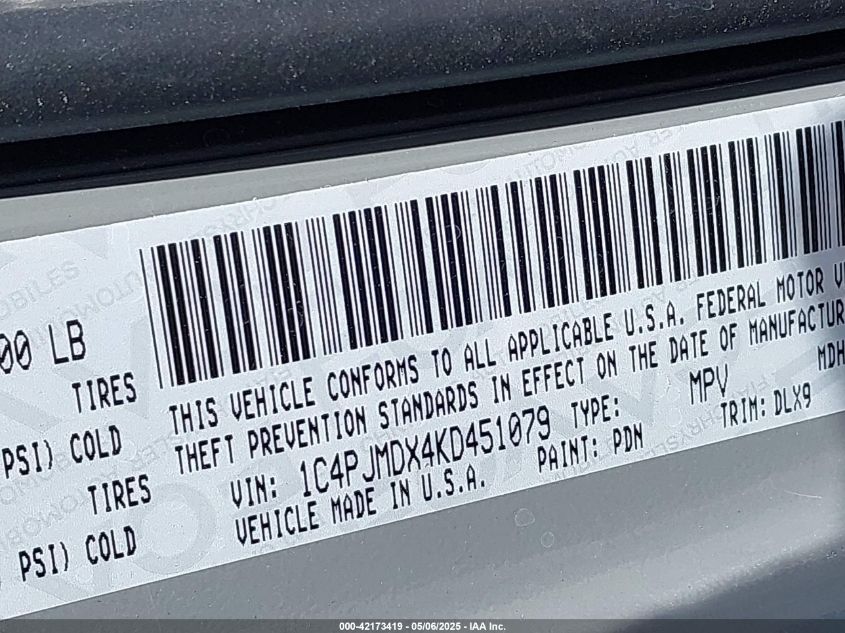 00 LB
TIRES
PSI) COLD
TIRES
PSI) COLD
THIS VEHICLE CONFORMS TO ALL APPLICABLE U.S.A. FEDERAL MOTOR
THEFT PREVENTION STANDARDS IN EFFECT ON THE DATE OF MANUFACTUR
VIN: 1C4PJMDX4KD451079 TYPE: MPV MDH
VEHICLE MADE IN U.S.A. PAINT: PDN TRIM: DLX9
000-42173419 - 05/06/2025 - IAA Inc.